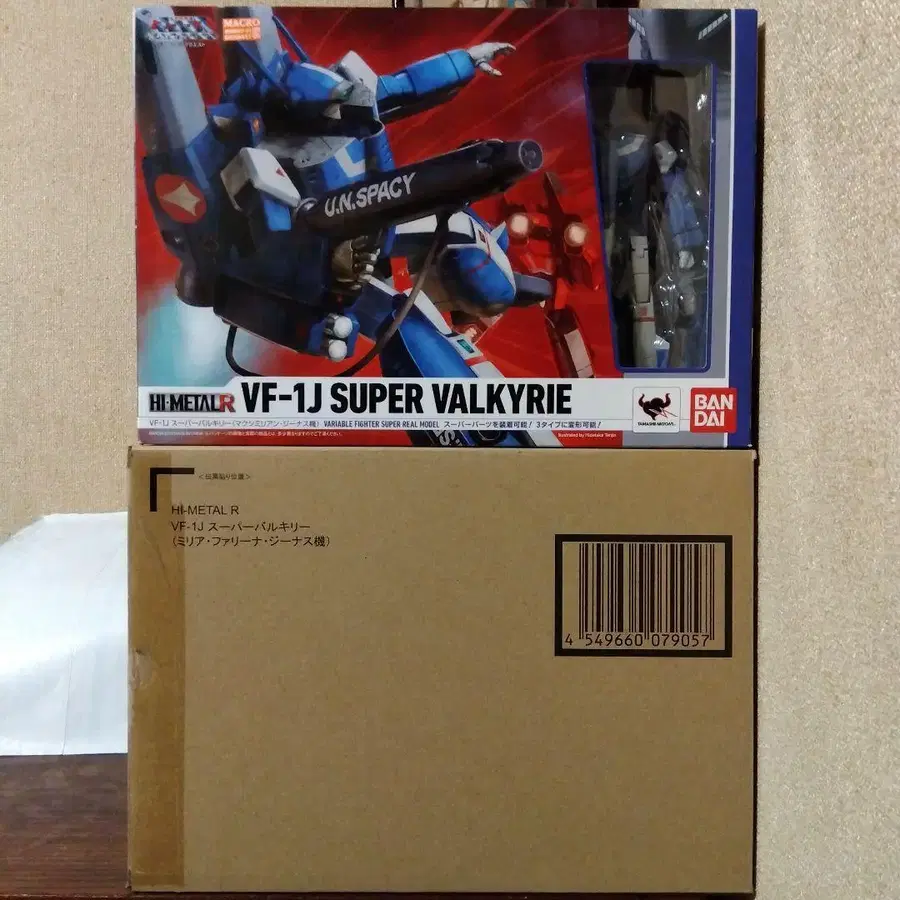 MACRO
U.N.SPACY
HI-METAL R VF-1J SUPER VALKYRIE
VF-1J スーパーバルキリー(マクシミリアン・ジーナス機) VARIABLE FIGHTER SUPER REAL MODEL スーパーパーツを装着可能! 3タイプに変形可能!
TAMASHII NATIONS
BAN
DAI
<伝票貼り位置>
HI-METAL R
VF-1J スーパーバルキリー
(ミリア・ファリーナ・ジーナス機)
4 549660 079057